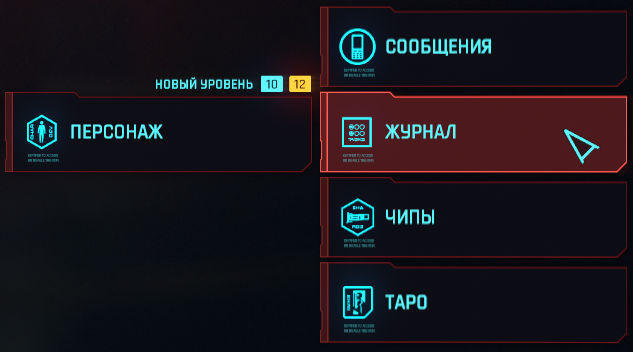 СООБЩЕНИЯ
НОВЫЙ УРОВЕНЬ 10 12
ПЕРСОНАЖ
ЖУРНАЛ
ЧИПЫ
ТАРО